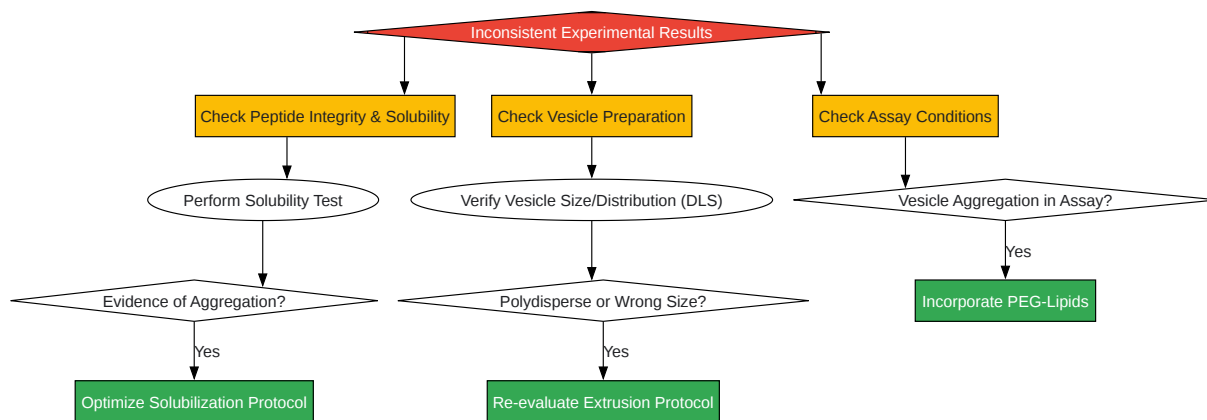 Inconsistent Experimental Results
Check Peptide Integrity & Solubility
Check Vesicle Preparation
Check Assay Conditions
Perform Solubility Test
Verify Vesicle Size/Distribution (DLS)
Vesicle Aggregation in Assay?
Yes
Evidence of Aggregation?
Polydisperse or Wrong Size?
Incorporate PEG-Lipids
Yes
Yes
Optimize Solubilization Protocol
Re-evaluate Extrusion Protocol